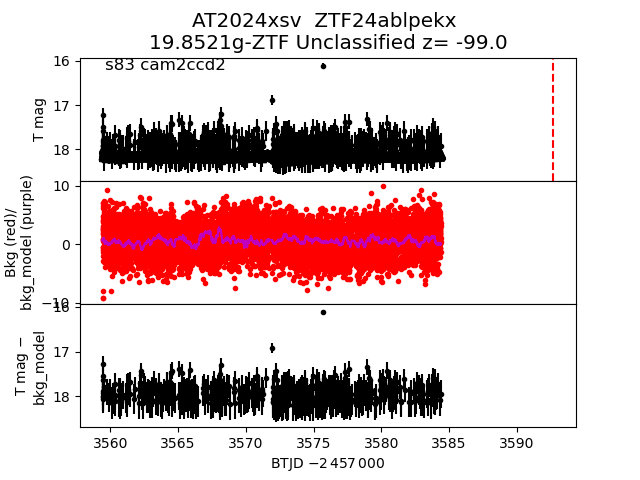 AT2024xsv  ZTF24ablpekx
19.8521g-ZTF Unclassified z= -99.0
s83 cam2ccd2
T mag
16
17
18
Bkg (red)/
bkg_model (purple)
10
0
−10
T mag −
bkg_model
16
17
18
3560 3565 3570 3575 3580 3585 3590
BTJD −2 457 000